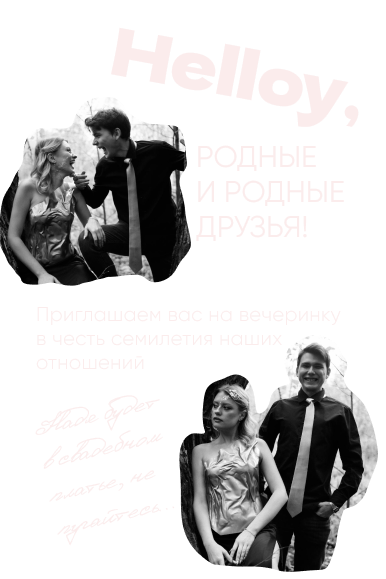 Helloy,
РОДНЫЕ
И РОДНЫЕ
ДРУЗЬЯ!
Приглашаем вас на вечеринку
в честь семилетия наших
отношений
Надя будет
в свадебном
платье, не
пугайтесь.